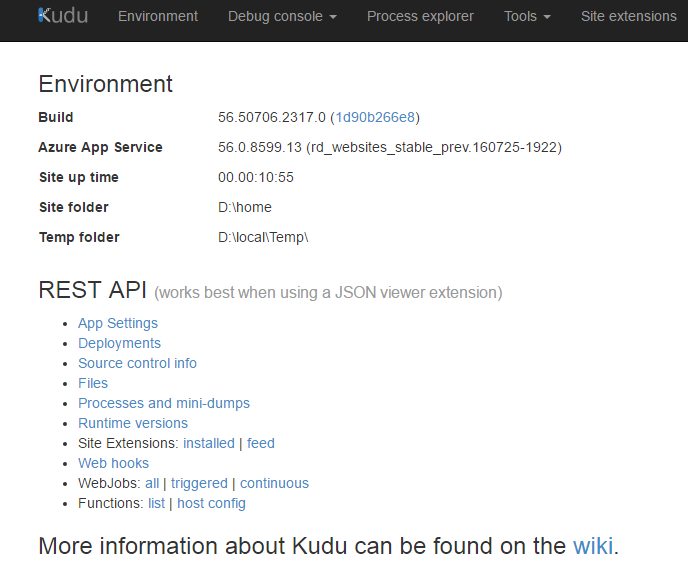 Kudu Environment Debug console Process explorer Tools Site extensions
Environment
Build 56.50706.2317.0 (1d90b266e8)
Azure App Service 56.0.8599.13 (rd_websites_stable_prev.160725-1922)
Site up time 00.00:10:55
Site folder D:\home
Temp folder D:\local\Temp\
REST API (works best when using a JSON viewer extension)
• App Settings
• Deployments
• Source control info
• Files
• Processes and mini-dumps
• Runtime versions
• Site Extensions: installed | feed
• Web hooks
• WebJobs: all | triggered | continuous
• Functions: list | host config
More information about Kudu can be found on the wiki.